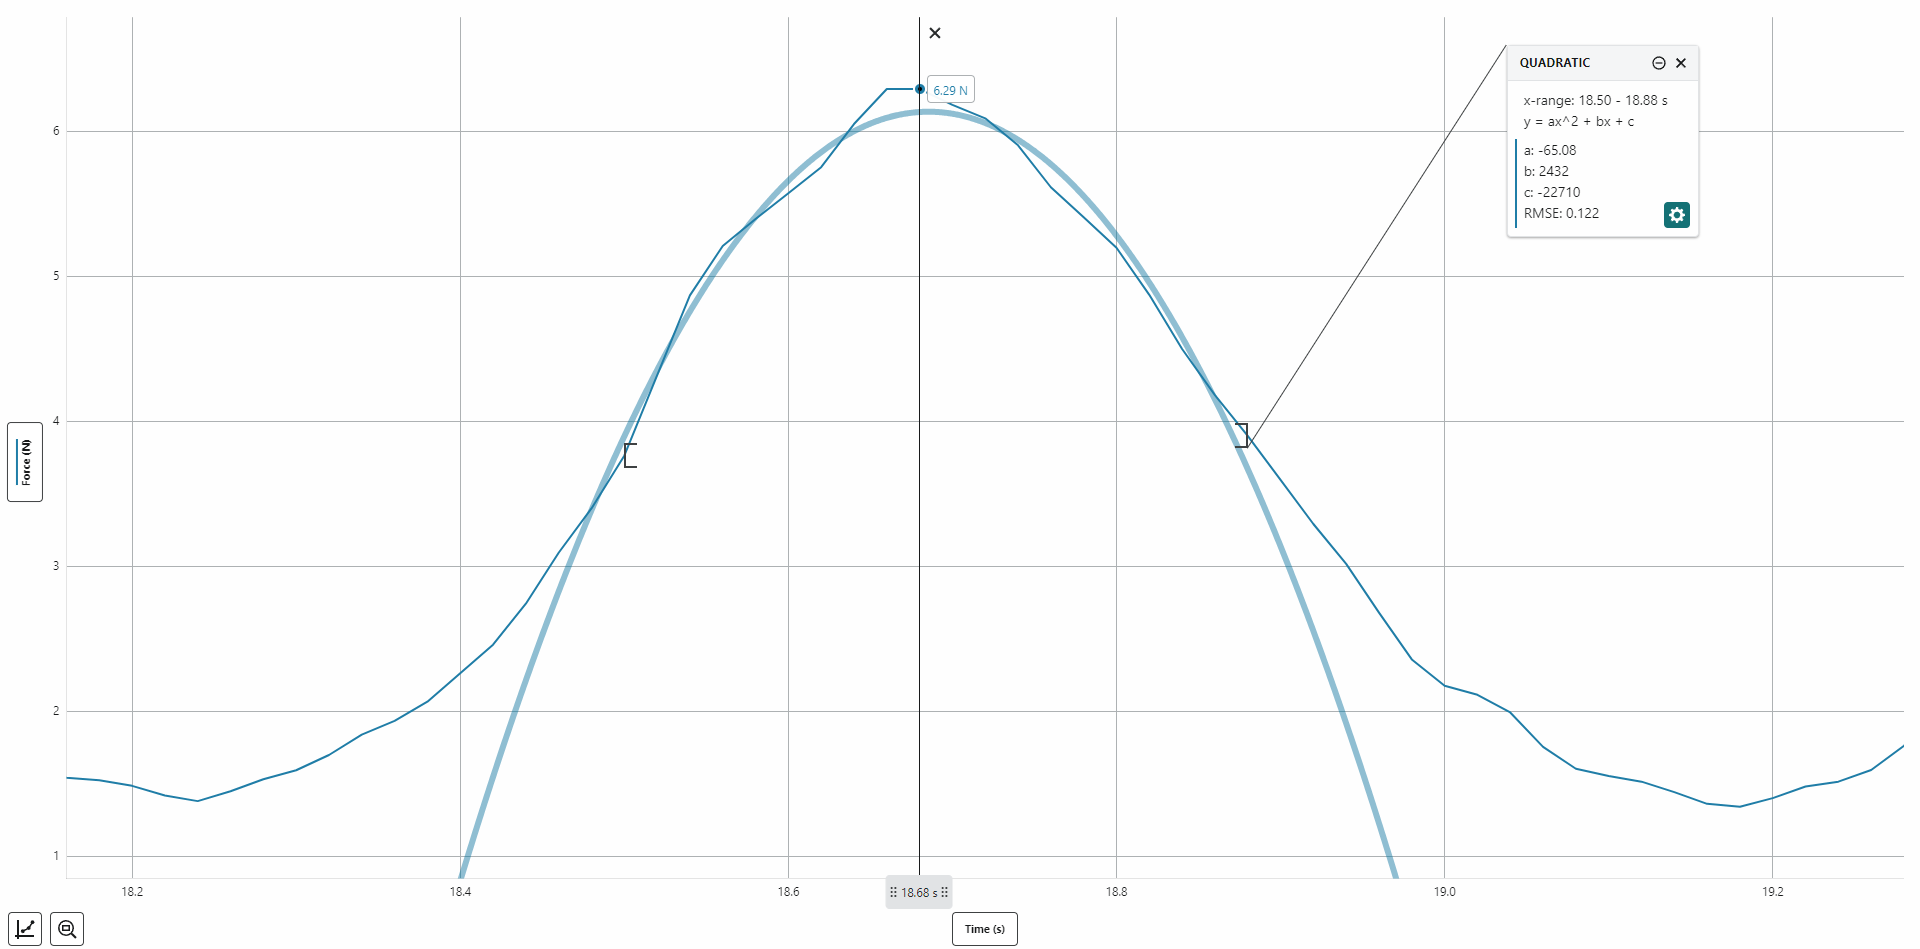 QUADRATIC
x-range: 18.50 - 18.88 s
y = ax^2 + bx + c
a: -65.08
b: 2432
c: -22710
RMSE: 0.122
6.29 N
6
5
4
3
2
1
Force (N)
18.2 18.4 18.6 18.68 s 18.8 19.0 19.2
Time (s)